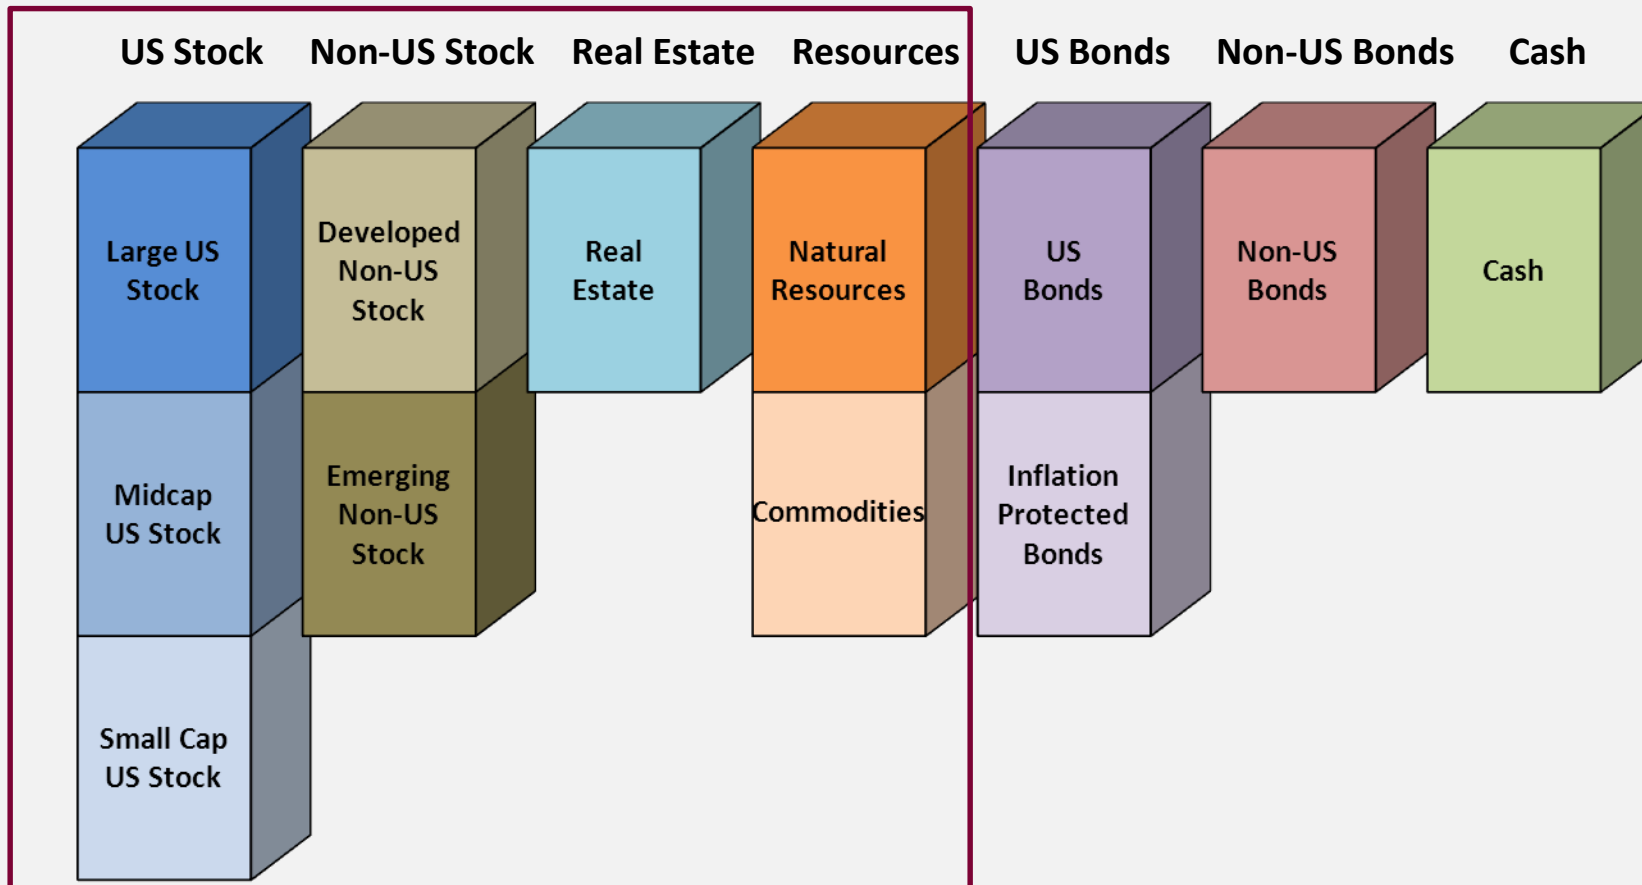 US Stock Non-US Stock Real Estate Resources US Bonds Non-US Bonds Cash
Large US
Stock
Developed
Non-US
Stock
Real
Estate
Natural
Resources
US
Bonds
Non-US
Bonds
Cash
Midcap
US Stock
Emerging
Non-US
Stock
Commodities
Inflation
Protected
Bonds
Small Cap
US Stock